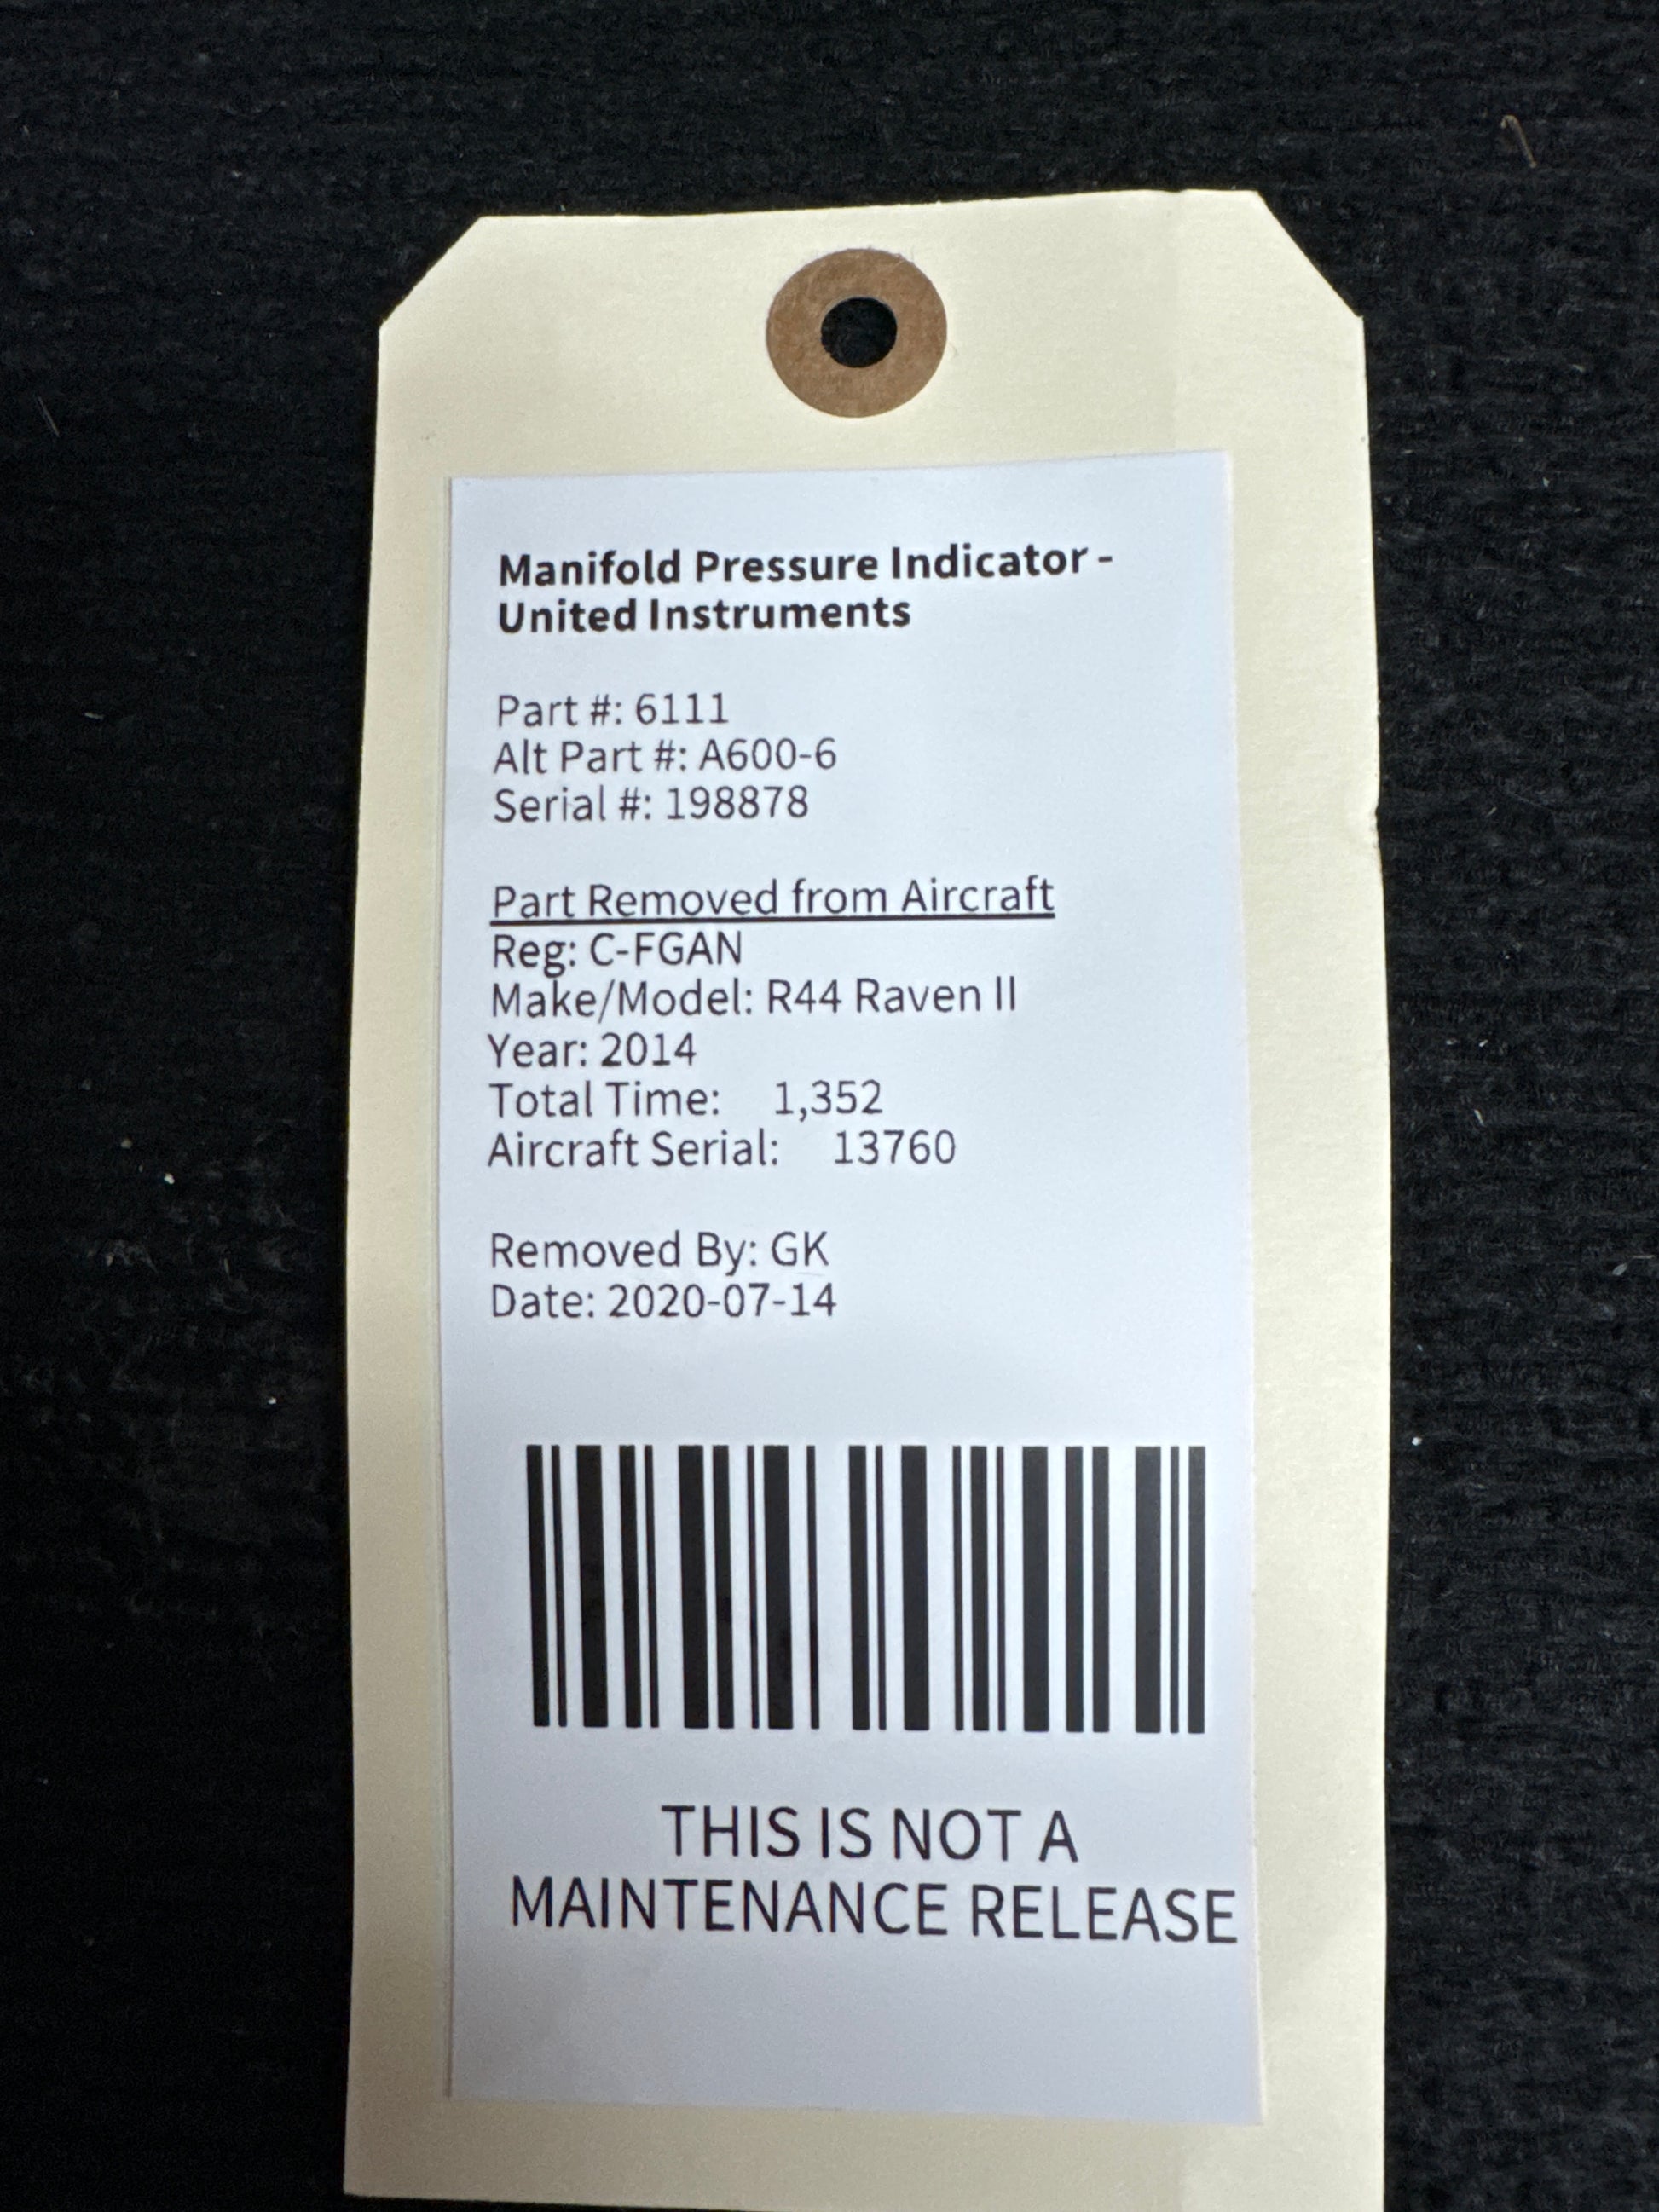 Manifold Pressure Indicator -
United Instruments
Part #: 6111
Alt Part #: A600-6
Serial #: 198878
Part Removed from Aircraft
Reg: C-FGAN
Make/Model: R44 Raven II
Year: 2014
Total Time: 1,352
Aircraft Serial: 13760
Removed By: GK
Date: 2020-07-14
THIS IS NOT A
MAINTENANCE RELEASE